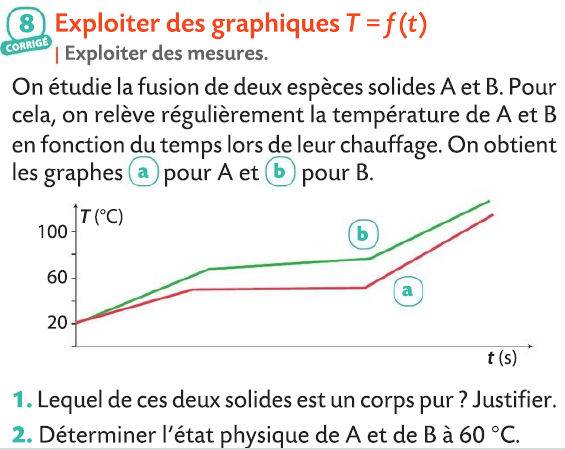 8 Exploiter des graphiques T = f(t)
CORRIGÉ
| Exploiter des mesures.
On étudie la fusion de deux espèces solides A et B. Pour
cela, on relève régulièrement la température de A et B
en fonction du temps lors de leur chauffage. On obtient
les graphes a pour A et b pour B.
T (°C)
100
b
60
a
20
t (s)
1. Lequel de ces deux solides est un corps pur ? Justifier.
2. Déterminer l'état physique de A et de B à 60 °C.